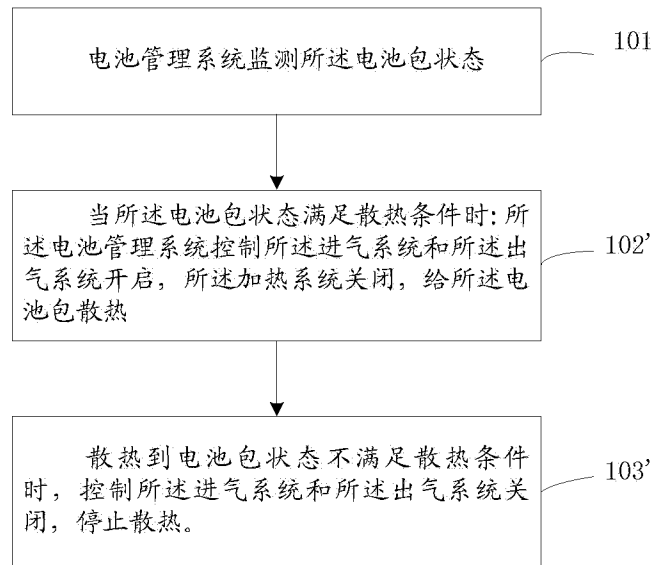 电池管理系统监测所述电池包状态
101
当所述电池包状态满足散热条件时：所
述电池管理系统控制所述进气系统和所述出
气系统开启，所述加热系统关闭，给所述电
池包散热
102'
散热到电池包状态不满足散热条件
时，控制所述进气系统和所述出气系统关
闭，停止散热。
103'